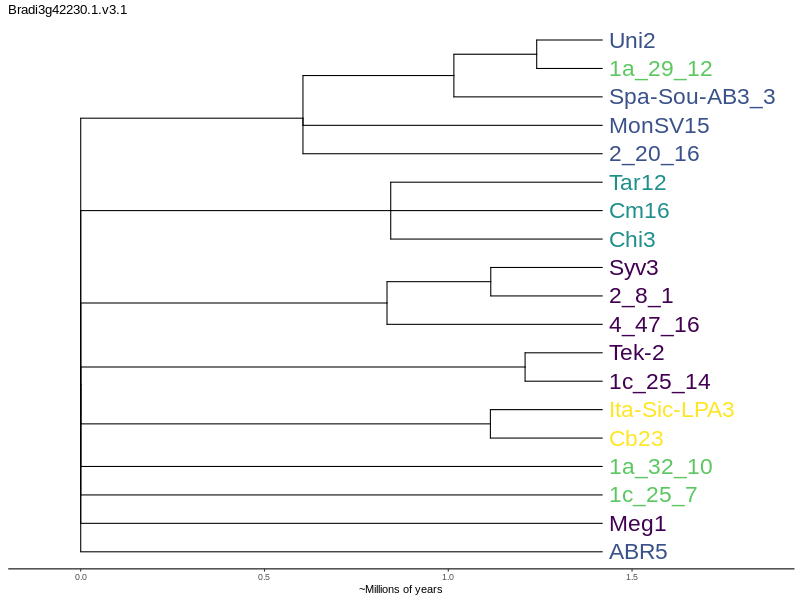 Bradi3g42230.1.v3.1
Uni2
1a_29_12
Spa-Sou-AB3_3
MonSV15
2_20_16
Tar12
Cm16
Chi3
Syv3
2_8_1
4_47_16
Tek-2
1c_25_14
Ita-Sic-LPA3
Cb23
1a_32_10
1c_25_7
Meg1
ABR5
0.0 0.5 1.0 1.5
~Millions of years